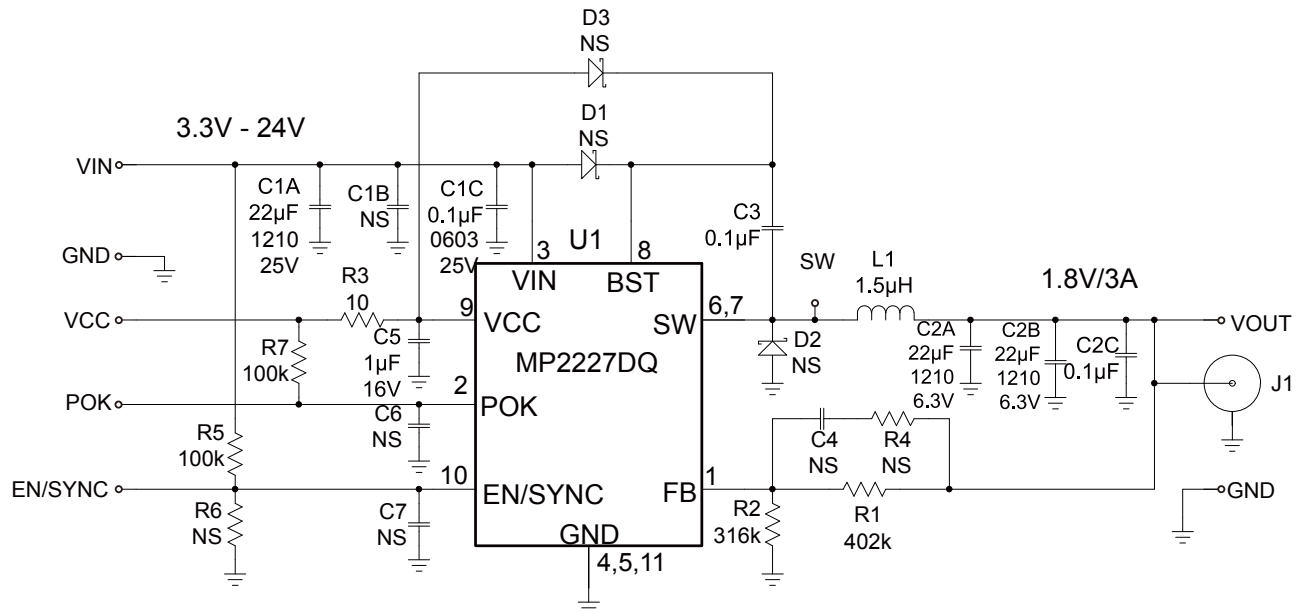 D3
NS
D1
NS
3.3V - 24V
VIN
C1A
22µF
1210
25V
C1B
NS
C1C
0.1µF
0603
25V
U1
3
8
C3
0.1µF
GND
VIN
BST
SW
L1
1.5µH
1.8V/3A
R3
10
VCC
9
VCC
SW
6,7
VOUT
R7
100k
C5
1µF
16V
MP2227DQ
D2
NS
C2A
22µF
1210
6.3V
C2B
22µF
1210
6.3V
C2C
0.1µF
J1
POK
2
POK
C6
NS
R5
100k
C4
NS
R4
NS
EN/SYNC
10
EN/SYNC
FB
1
GND
R6
NS
C7
NS
GND
4,5,11
R2
316k
R1
402k